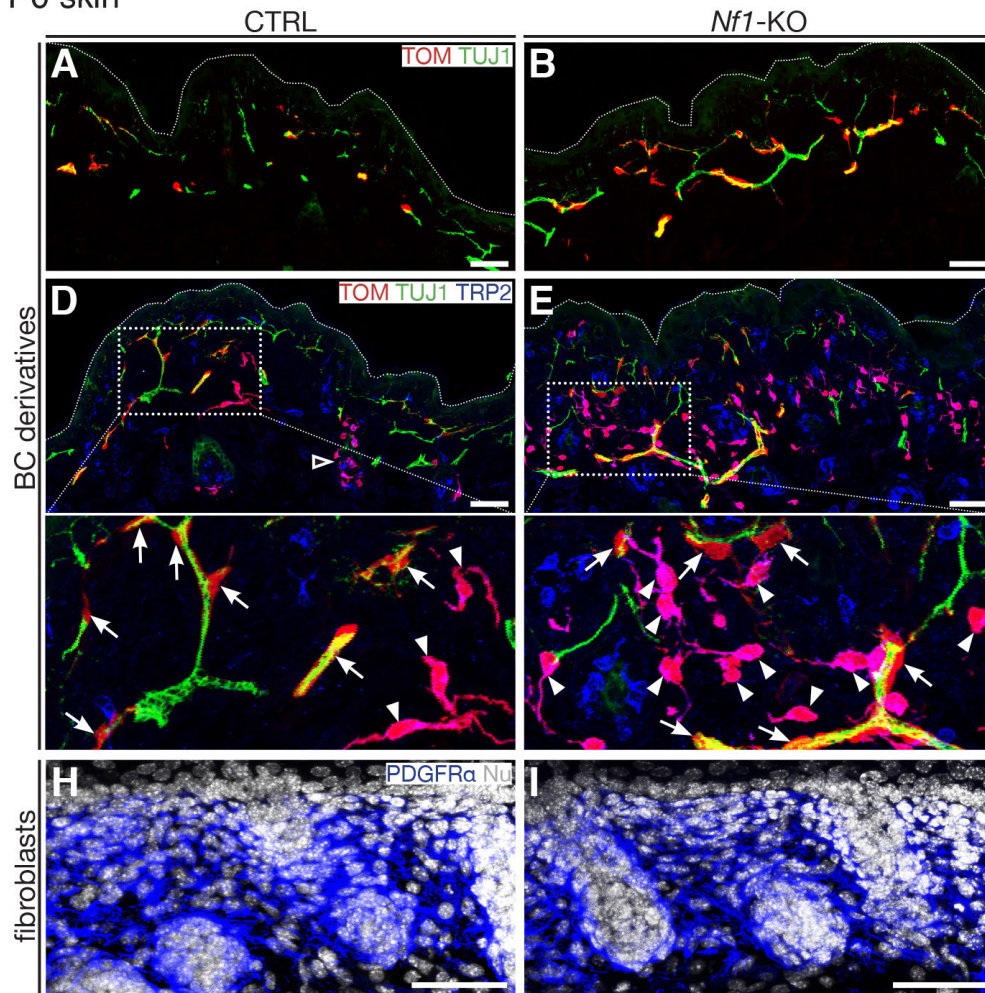 P0 skin
CTRL
Nf1-KO
A
TOM TUJ1
B
D
TOM TUJ1 TRP2
E
BC derivatives
H
PDGFRα Nu
I
fibroblasts